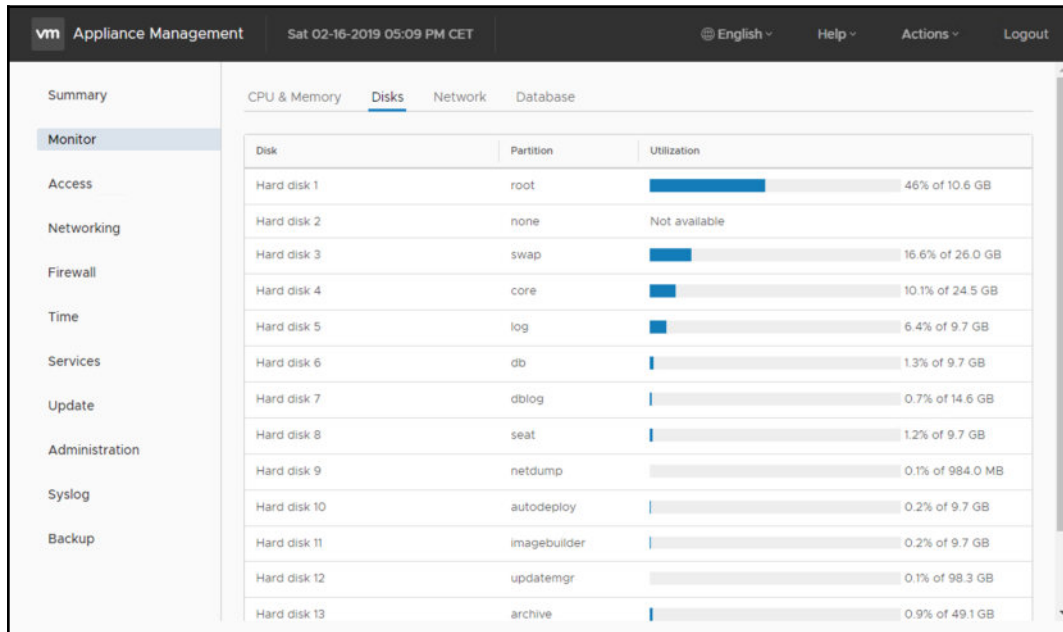 vm Appliance Management Sat 02-16-2019 05:09 PM CET English Help Actions Logout
Summary
Monitor
Access
Networking
Firewall
Time
Services
Update
Administration
Syslog
Backup
CPU & Memory Disks Network Database
Disk Partition Utilization
Hard disk 1 root 46% of 10.6 GB
Hard disk 2 none Not available
Hard disk 3 swap 16.6% of 26.0 GB
Hard disk 4 core 10.1% of 24.5 GB
Hard disk 5 log 6.4% of 9.7 GB
Hard disk 6 db 1.3% of 9.7 GB
Hard disk 7 dblog 0.7% of 14.6 GB
Hard disk 8 seat 1.2% of 9.7 GB
Hard disk 9 netdump 0.1% of 984.0 MB
Hard disk 10 autodeploy 0.2% of 9.7 GB
Hard disk 11 imagebuilder 0.2% of 9.7 GB
Hard disk 12 updatemgr 0.1% of 98.3 GB
Hard disk 13 archive 0.9% of 49.1 GB